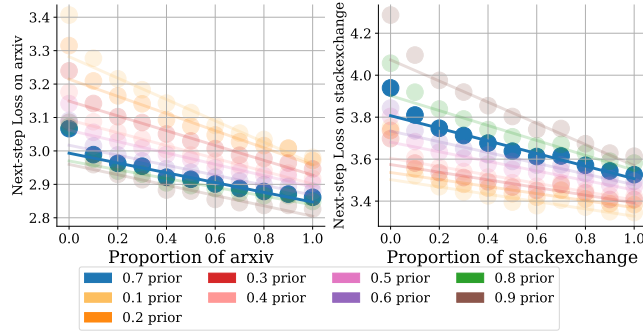 Next-step Loss on arxiv
3.4
3.3
3.2
3.1
3.0
2.9
2.8
0.0 0.2 0.4 0.6 0.8 1.0
Proportion of arxiv
Next-step Loss on stackexchange
4.2
4.0
3.8
3.6
3.4
0.0 0.2 0.4 0.6 0.8 1.0
Proportion of stackexchange
0.7 prior 0.3 prior 0.5 prior 0.8 prior
0.1 prior 0.4 prior 0.6 prior 0.9 prior
0.2 prior